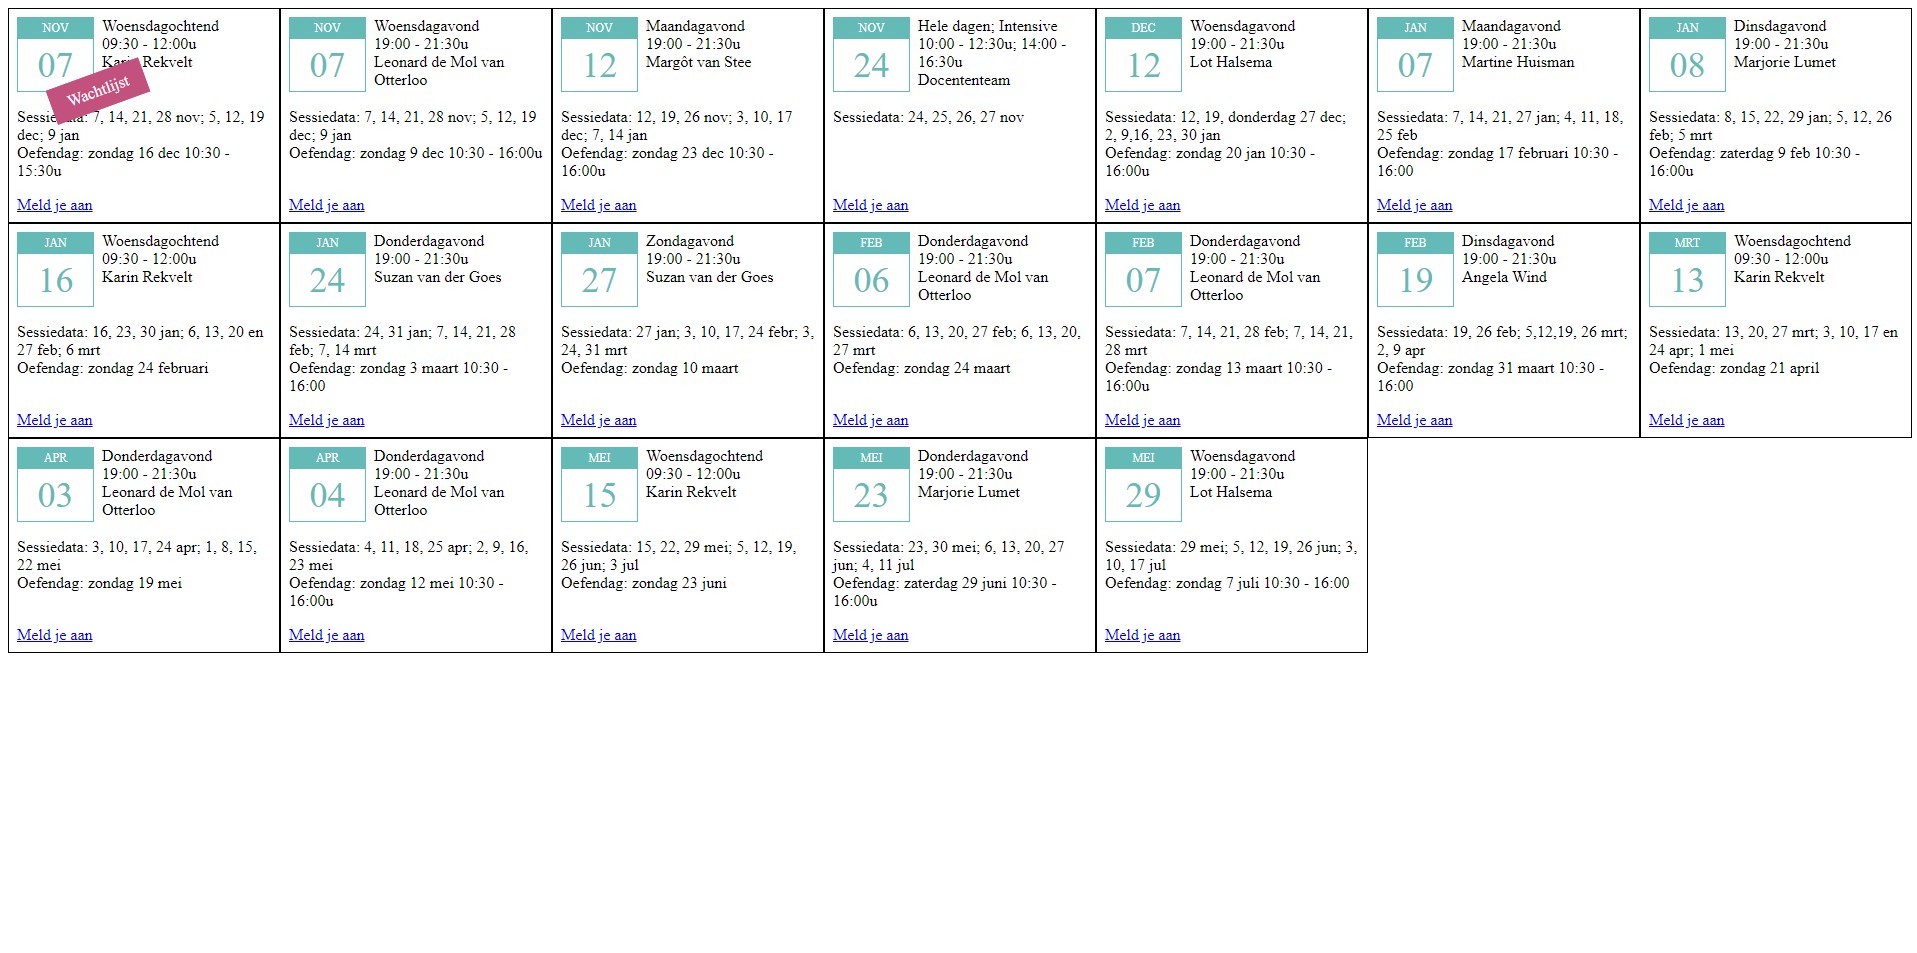 NOV
07
Woensdagochtend
09:30 - 12:00u
Karin Rekvelt
Wachtlijst
Sessiedata: 7, 14, 21, 28 nov; 5, 12, 19
dec; 9 jan
Oefendag: zondag 16 dec 10:30 -
15:30u
Meld je aan
NOV
07
Woensdagavond
19:00 - 21:30u
Leonard de Mol van
Otterloo
Sessiedata: 7, 14, 21, 28 nov; 5, 12, 19
dec; 9 jan
Oefendag: zondag 9 dec 10:30 - 16:00u
Meld je aan
NOV
12
Maandagavond
19:00 - 21:30u
Margôt van Stee
Sessiedata: 12, 19, 26 nov; 3, 10, 17
dec; 7, 14 jan
Oefendag: zondag 23 dec 10:30 -
16:00u
Meld je aan
NOV
24
Hele dagen; Intensive
10:00 - 12:30u; 14:00 -
16:30u
Docententeam
Sessiedata: 24, 25, 26, 27 nov
Meld je aan
DEC
12
Woensdagavond
19:00 - 21:30u
Lot Halsema
Sessiedata: 12, 19, donderdag 27 dec;
2, 9,16, 23, 30 jan
Oefendag: zondag 20 jan 10:30 -
16:00u
Meld je aan
JAN
07
Maandagavond
19:00 - 21:30u
Martine Huisman
Sessiedata: 7, 14, 21, 27 jan; 4, 11, 18,
25 feb
Oefendag: zondag 17 februari 10:30 -
16:00
Meld je aan
JAN
08
Dinsdagavond
19:00 - 21:30u
Marjorie Lumet
Sessiedata: 8, 15, 22, 29 jan; 5, 12, 26
feb; 5 mrt
Oefendag: zaterdag 9 feb 10:30 -
16:00u
Meld je aan
JAN
16
Woensdagochtend
09:30 - 12:00u
Karin Rekvelt
Sessiedata: 16, 23, 30 jan; 6, 13, 20 en
27 feb; 6 mrt
Oefendag: zondag 24 februari
Meld je aan
JAN
24
Donderdagavond
19:00 - 21:30u
Suzan van der Goes
Sessiedata: 24, 31 jan; 7, 14, 21, 28
feb; 7, 14 mrt
Oefendag: zondag 3 maart 10:30 -
16:00
Meld je aan
JAN
27
Zondagavond
19:00 - 21:30u
Suzan van der Goes
Sessiedata: 27 jan; 3, 10, 17, 24 febr; 3,
24, 31 mrt
Oefendag: zondag 10 maart
Meld je aan
FEB
06
Donderdagavond
19:00 - 21:30u
Leonard de Mol van
Otterloo
Sessiedata: 6, 13, 20, 27 feb; 6, 13, 20,
27 mrt
Oefendag: zondag 24 maart
Meld je aan
FEB
07
Donderdagavond
19:00 - 21:30u
Leonard de Mol van
Otterloo
Sessiedata: 7, 14, 21, 28 feb; 7, 14, 21,
28 mrt
Oefendag: zondag 13 maart 10:30 -
16:00u
Meld je aan
FEB
19
Dinsdagavond
19:00 - 21:30u
Angela Wind
Sessiedata: 19, 26 feb; 5,12,19, 26 mrt;
2, 9 apr
Oefendag: zondag 31 maart 10:30 -
16:00
Meld je aan
MRT
13
Woensdagochtend
09:30 - 12:00u
Karin Rekvelt
Sessiedata: 13, 20, 27 mrt; 3, 10, 17 en
24 apr; 1 mei
Oefendag: zondag 21 april
Meld je aan
APR
03
Donderdagavond
19:00 - 21:30u
Leonard de Mol van
Otterloo
Sessiedata: 3, 10, 17, 24 apr; 1, 8, 15,
22 mei
Oefendag: zondag 19 mei
Meld je aan
APR
04
Donderdagavond
19:00 - 21:30u
Leonard de Mol van
Otterloo
Sessiedata: 4, 11, 18, 25 apr; 2, 9, 16,
23 mei
Oefendag: zondag 12 mei 10:30 -
16:00u
Meld je aan
MEI
15
Woensdagochtend
09:30 - 12:00u
Karin Rekvelt
Sessiedata: 15, 22, 29 mei; 5, 12, 19,
26 jun; 3 jul
Oefendag: zondag 23 juni
Meld je aan
MEI
23
Donderdagavond
19:00 - 21:30u
Marjorie Lumet
Sessiedata: 23, 30 mei; 6, 13, 20, 27
jun; 4, 11 jul
Oefendag: zaterdag 29 juni 10:30 -
16:00u
Meld je aan
MEI
29
Woensdagavond
19:00 - 21:30u
Lot Halsema
Sessiedata: 29 mei; 5, 12, 19, 26 jun; 3,
10, 17 jul
Oefendag: zondag 7 juli 10:30 - 16:00
Meld je aan